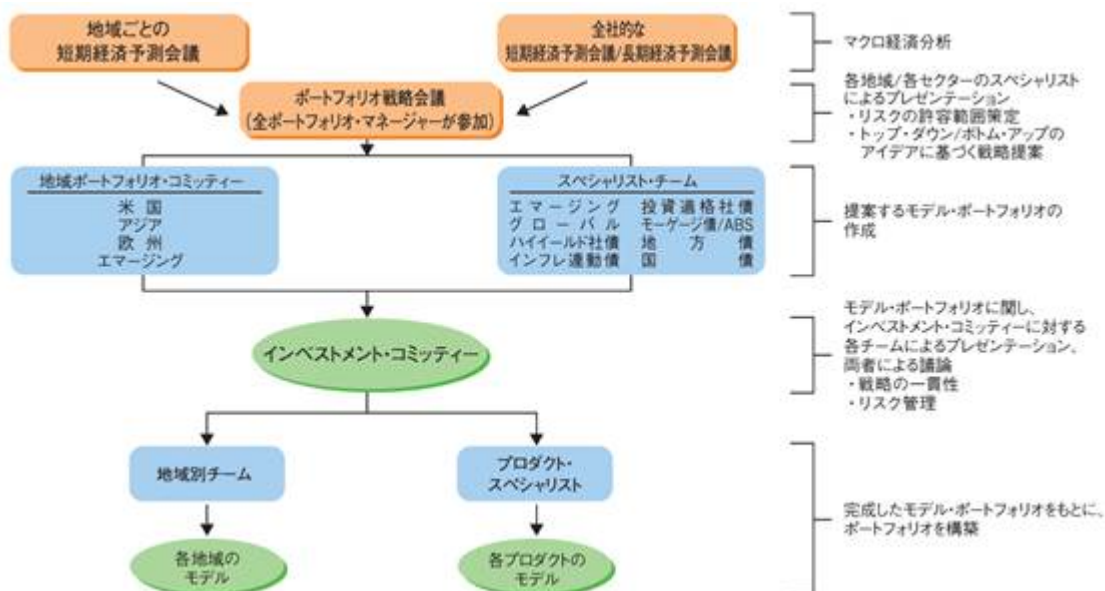 地域ごとの
短期経済予測会議
全社的な
短期経済予測会議/長期経済予測会議
マクロ経済分析
ポートフォリオ戦略会議
(全ポートフォリオ・マネージャーが参加)
各地域/各セクターのスペシャリスト
によるプレゼンテーション
・リスクの許容範囲策定
・トップ・ダウン/ボトム・アップの
アイデアに基づく戦略提案
地域ポートフォリオ・コミッティー
米 国
アジア
欧 州
エマージング
スペシャリスト・チーム
エマージング 投資適格社債
グローバル モーゲージ債/ABS
ハイイールド社債 地 方 債
インフレ連動債 国 債
提案するモデル・ポートフォリオの
作成
インベストメント・コミッティー
モデル・ポートフォリオに関し、
インベストメント・コミッティーに対する
各チームによるプレゼンテーション、
両者による議論
・戦略の一貫性
・リスク管理
地域別チーム
プロダクト・
スペシャリスト
各地域の
モデル
各プロダクトの
モデル
完成したモデル・ポートフォリオをもとに、
ポートフォリオを構築